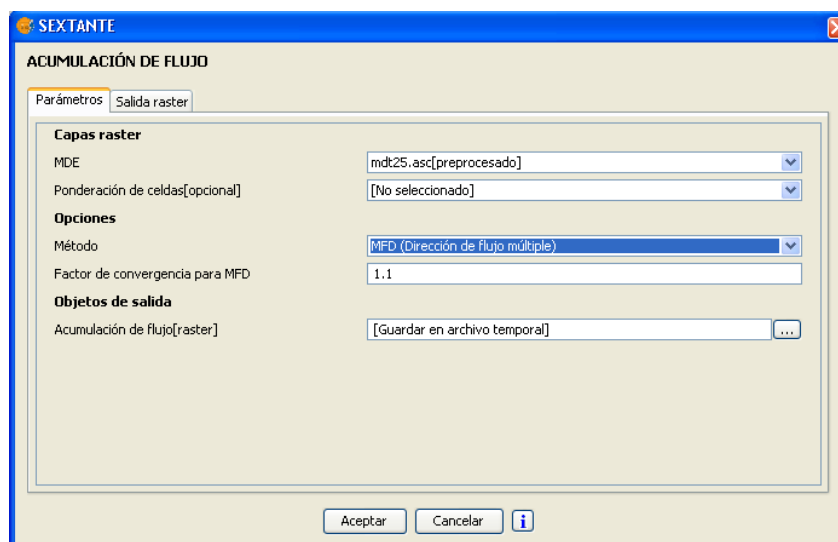 SEXTANTE
ACUMULACIÓN DE FLUJO
Parámetros Salida raster
Capas raster
MDE mdt25.asc[preprocesado]
Ponderación de celdas[opcional] [No seleccionado]
Opciones
Método MFD (Dirección de flujo múltiple)
Factor de convergencia para MFD 1.1
Objetos de salida
Acumulación de flujo[raster] [Guardar en archivo temporal] ...
Aceptar Cancelar i